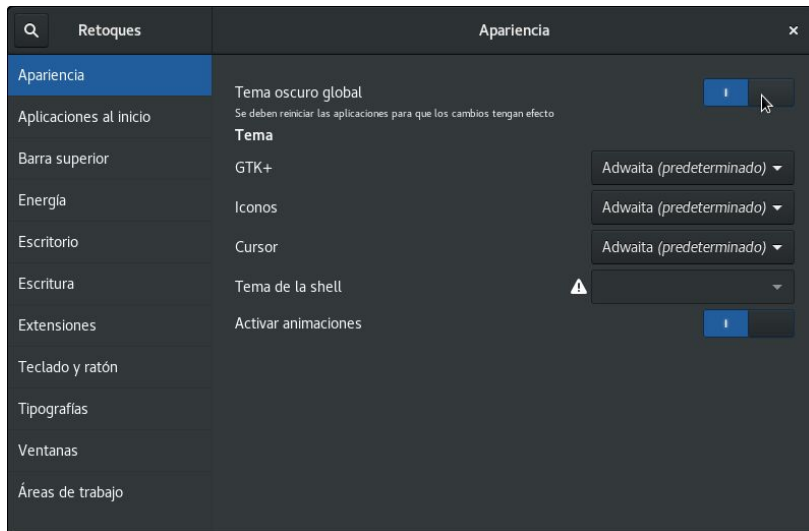 Retoques
Apariencia
Apariencia
Aplicaciones al inicio
Barra superior
Energía
Escritorio
Escritura
Extensiones
Teclado y ratón
Tipografías
Ventanas
Áreas de trabajo
Tema oscuro global
Se deben reiniciar las aplicaciones para que los cambios tengan efecto
Tema
GTK+ Adwaita (predeterminado)
Iconos Adwaita (predeterminado)
Cursor Adwaita (predeterminado)
Tema de la shell
Activar animaciones